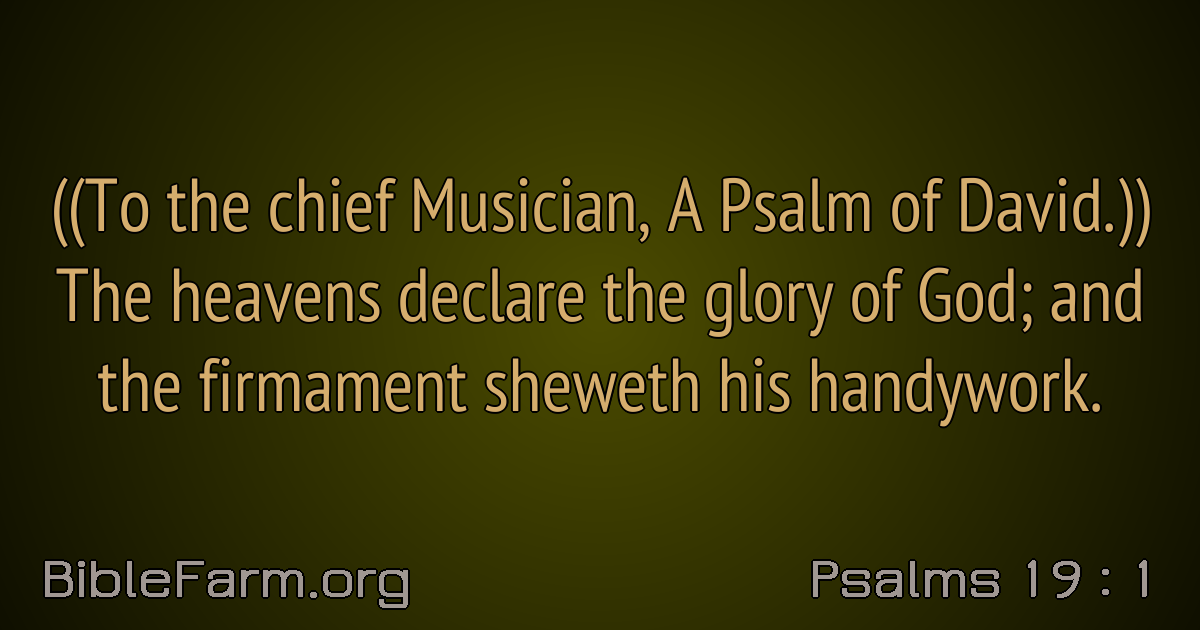 ((To the chief Musician, A Psalm of David.))
The heavens declare the glory of God; and
the firmament sheweth his handywork.
BibleFarm.org
Psalms 19 : 1